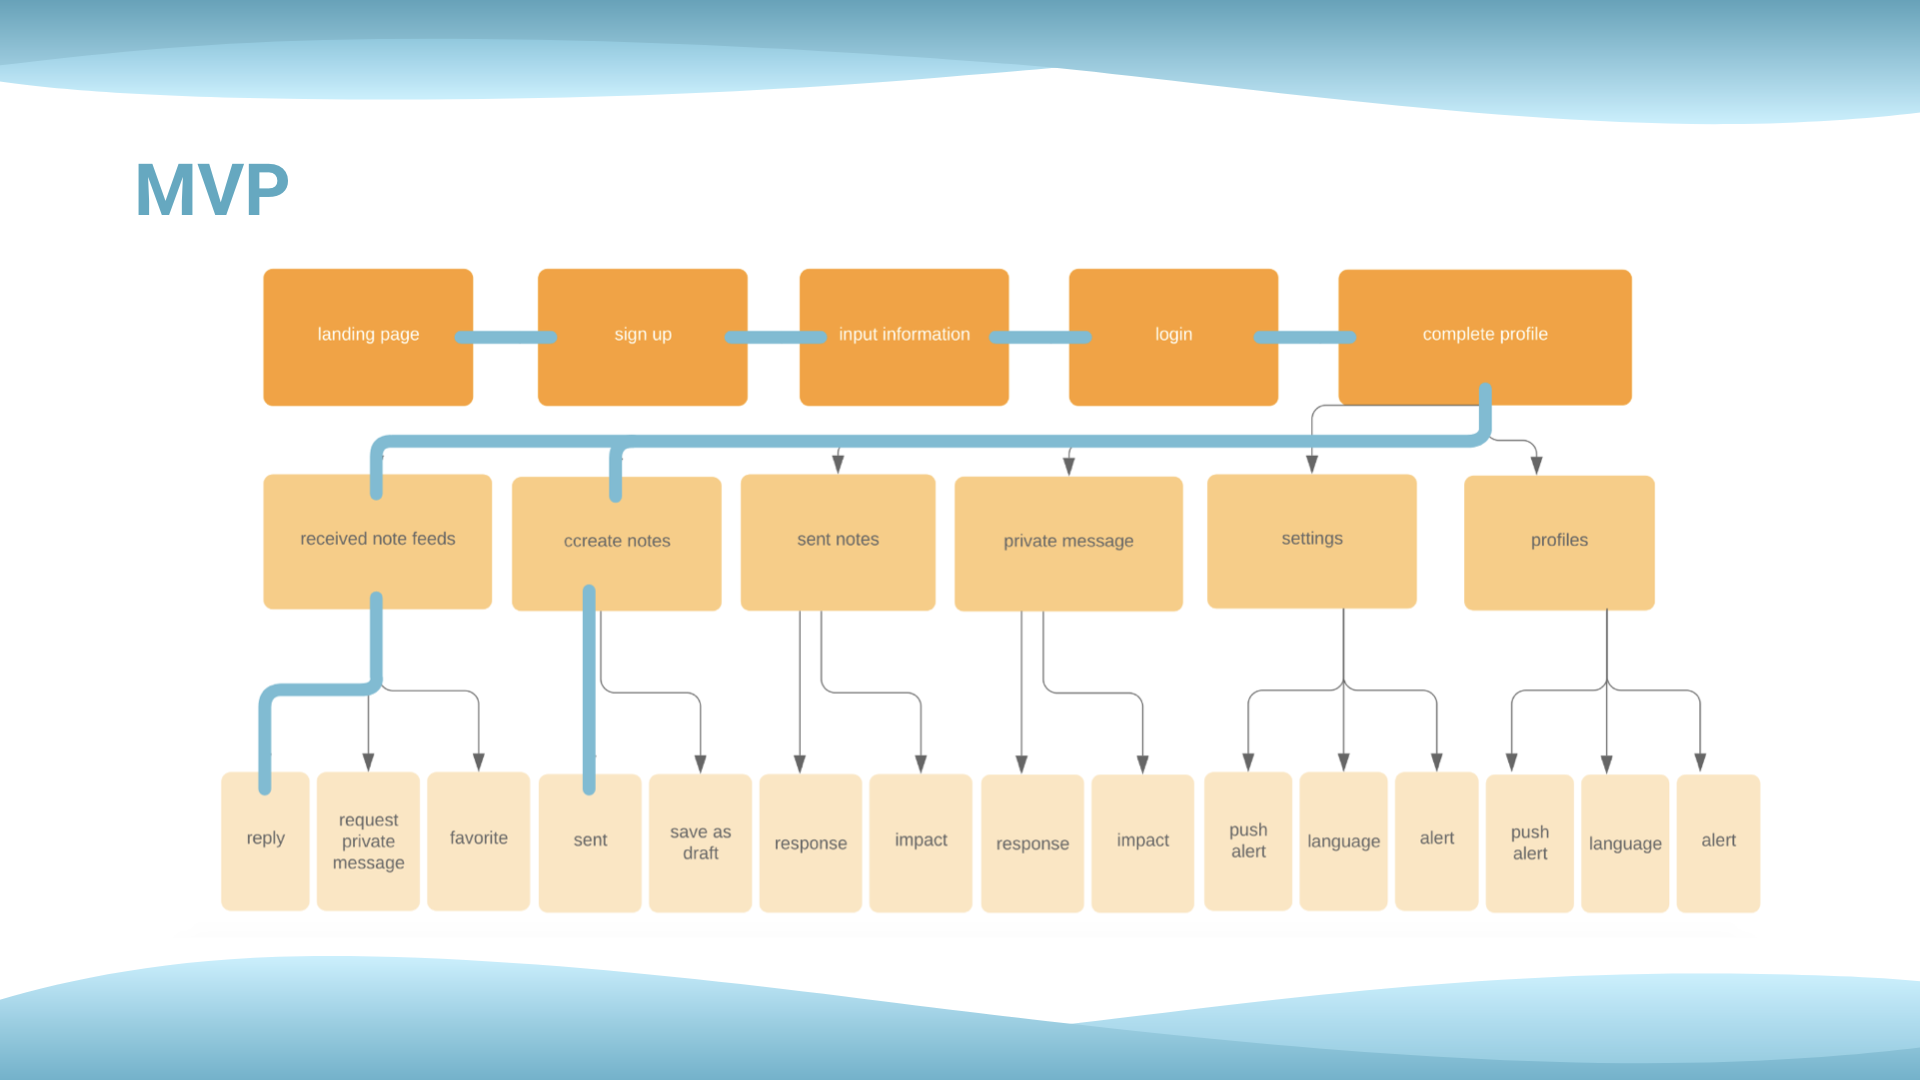 MVP
landing page
sign up
input information
login
complete profile
received note feeds
ccreate notes
sent notes
private message
settings
profiles
reply
request
private
message
favorite
sent
save as
draft
response
impact
response
impact
push
alert
language
alert
push
alert
language
alert